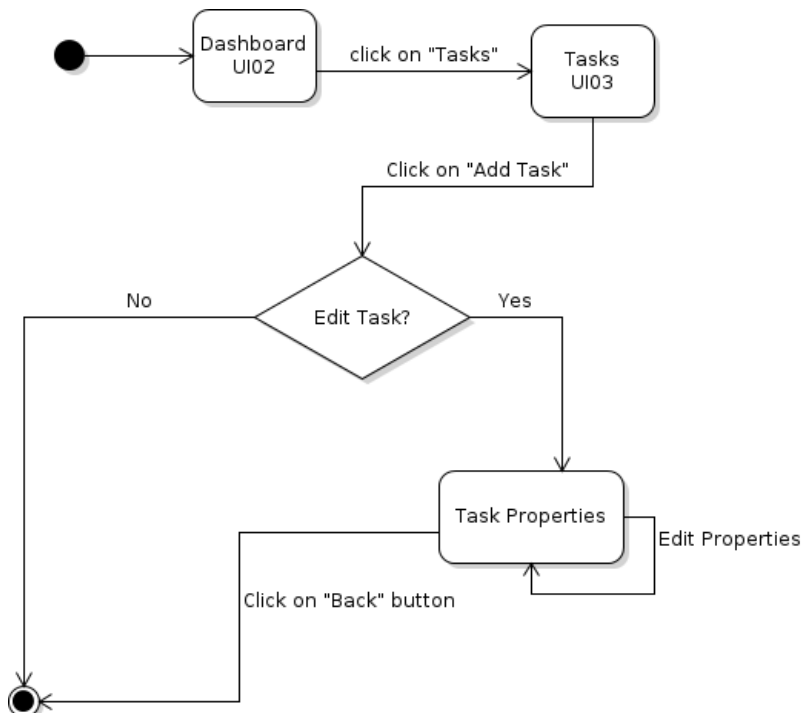 Dashboard
UI02
click on "Tasks"
Tasks
UI03
Click on "Add Task"
No
Edit Task?
Yes
Task Properties
Edit Properties
Click on "Back" button